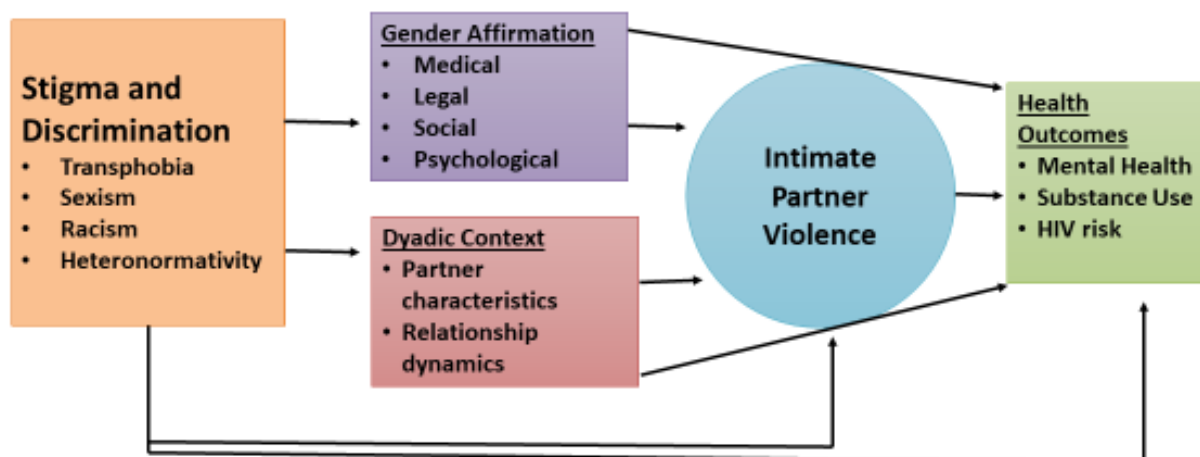 Stigma and
Discrimination
• Transphobia
• Sexism
• Racism
• Heteronormativity
Gender Affirmation
• Medical
• Legal
• Social
• Psychological
Dyadic Context
• Partner
characteristics
• Relationship
dynamics
Intimate
Partner
Violence
Health
Outcomes
• Mental Health
• Substance Use
• HIV risk